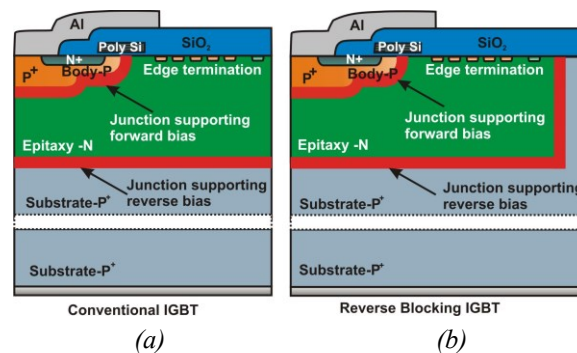 Al
Poly Si
SiO₂
N+
P⁺
Body-P
Edge termination
Junction supporting
forward bias
Epitaxy -N
Junction supporting
reverse bias
Substrate-P⁺
Substrate-P⁺
Conventional IGBT
(a)
Al
Poly Si
SiO₂
N+
P⁺
Body-P
Edge termination
Junction supporting
forward bias
Epitaxy -N
Junction supporting
reverse bias
Substrate-P⁺
Substrate-P⁺
Reverse Blocking IGBT
(b)